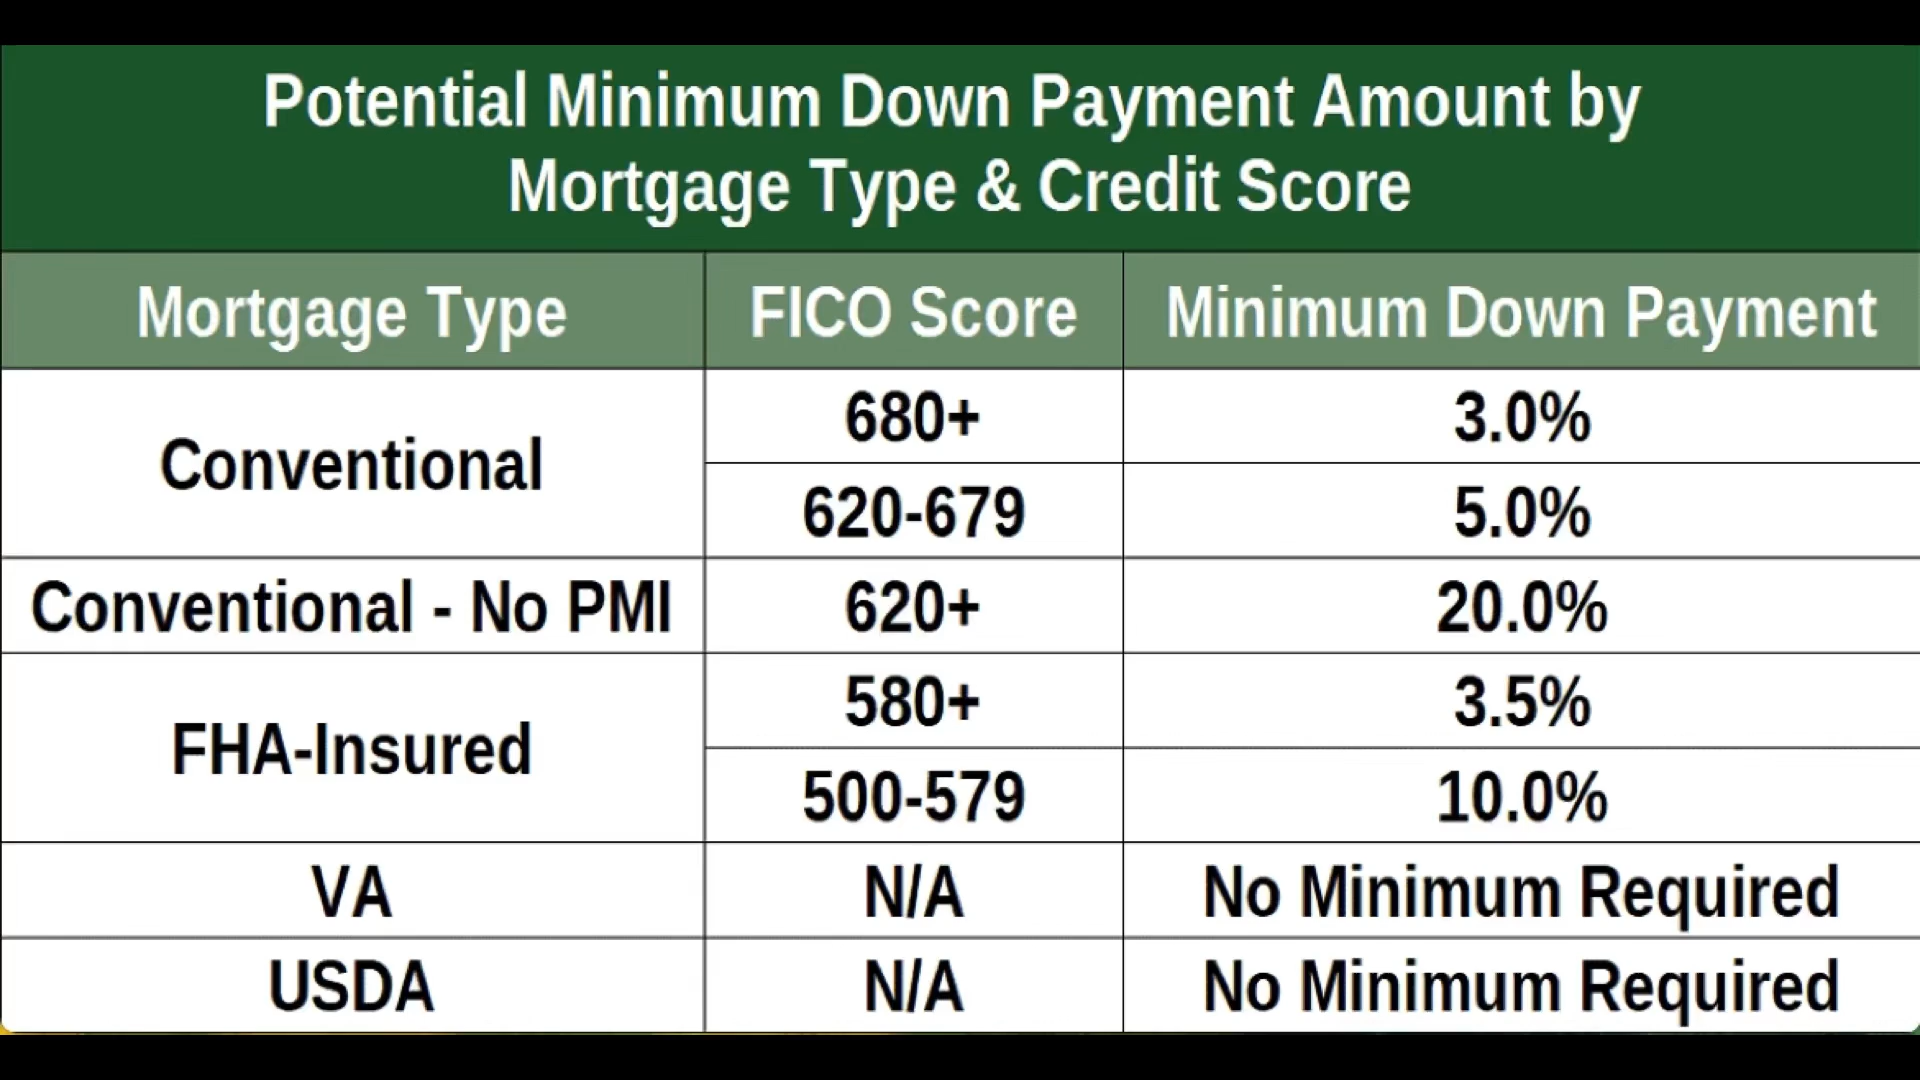 Potential Minimum Down Payment Amount by
Mortgage Type & Credit Score
Mortgage Type FICO Score Minimum Down Payment
Conventional
680+ 3.0%
620-679 5.0%
Conventional - No PMI 620+ 20.0%
FHA-Insured
580+ 3.5%
500-579 10.0%
VA N/A No Minimum Required
USDA N/A No Minimum Required